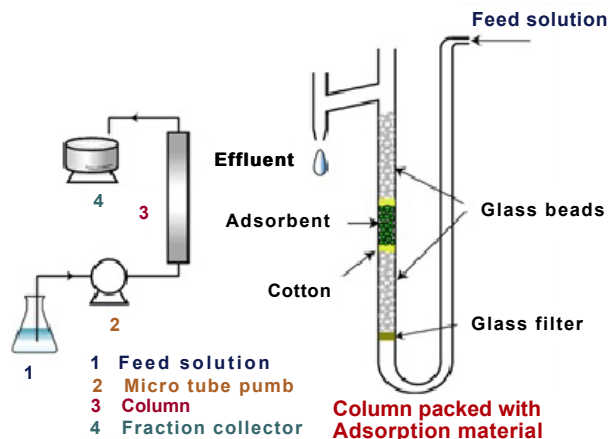 Feed solution
Effluent
Adsorbent
Cotton
Glass beads
Glass filter
4
3
2
1
1 Feed solution
2 Micro tube pumb
3 Column
4 Fraction collector
Column packed with
Adsorption material